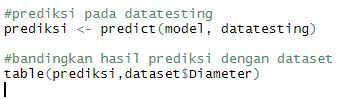 #prediksi pada datatesting
prediksi <- predict(model, datatesting)
#bandingkan hasil prediksi dengan dataset
table(prediksi,dataset$Diameter)